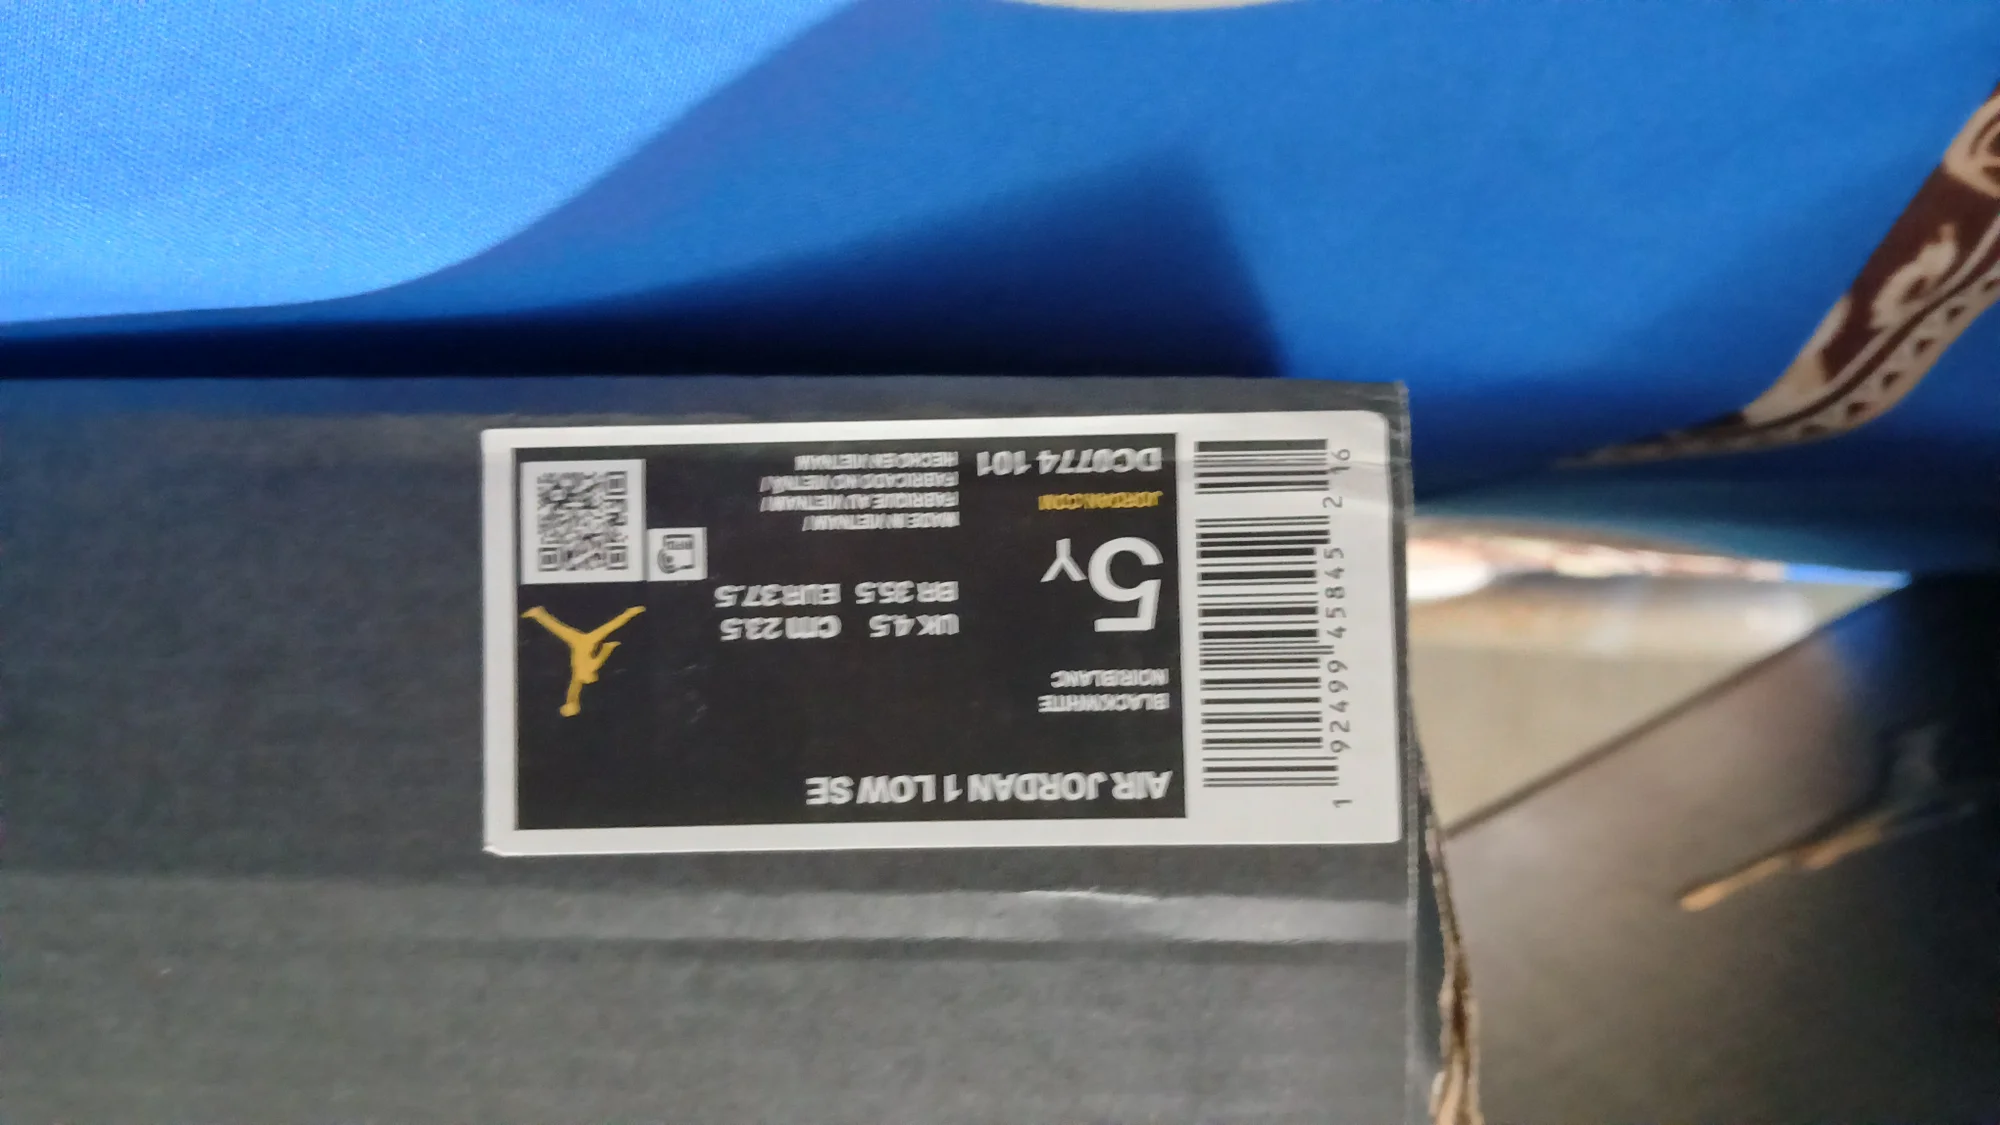 AIR JORDAN 1 LOW SE
BLACK/WHITE
NOIR/BLANC
5Y
UK 4.5 cm 23.5
BR 35.5 EUR 37.5
JORDAN.COM
DC0774 101
MADE IN VIETNAM /
FABRIQUE AU VIETNAM /
FABRICADO NO VIETNÃ /
HECHO EN VIETNAM
1 92499 45845 2 16